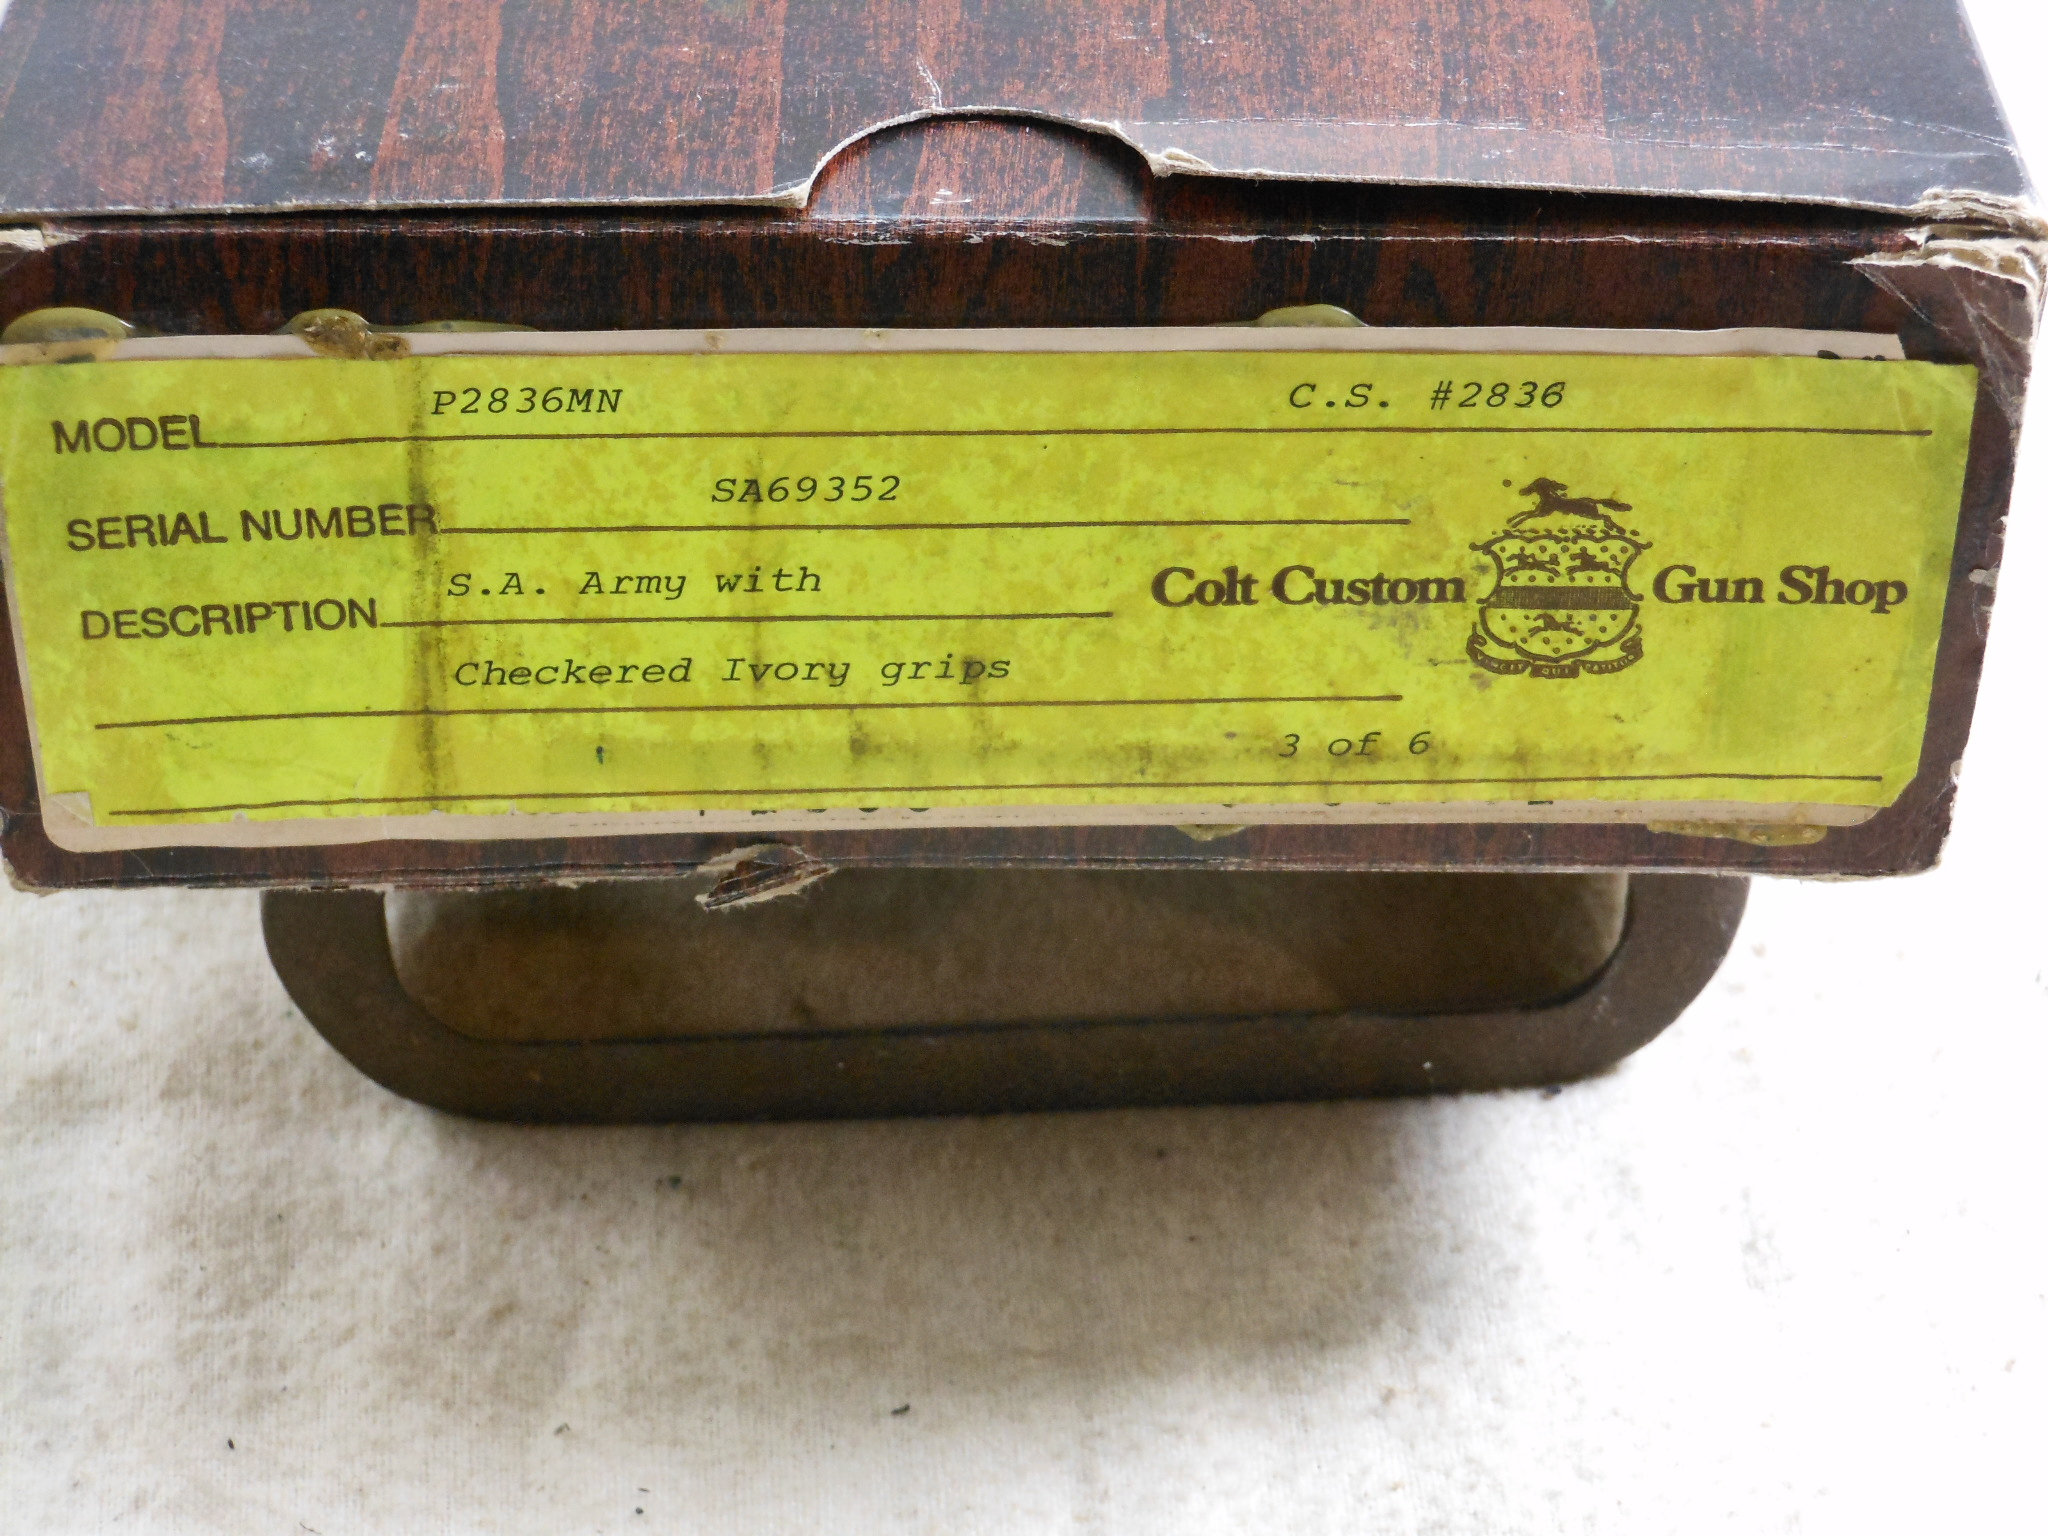 MODEL P2836MN C.S. #2836
SERIAL NUMBER SA69352
DESCRIPTION S.A. Army with
Colt Custom Gun Shop
Checkered Ivory grips
3 of 6